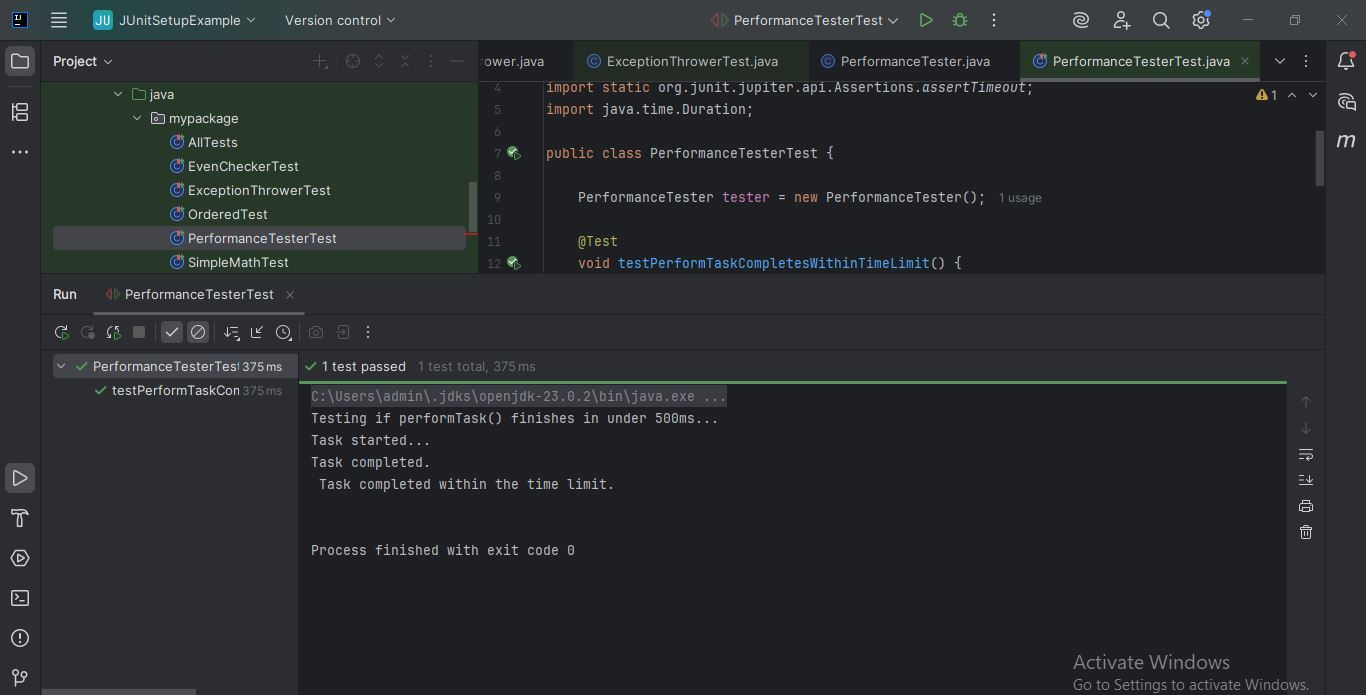 JU JUnitSetupExample Version control PerformanceTesterTest
Project
rower.java ExceptionThrowerTest.java PerformanceTester.java PerformanceTesterTest.java
java
mypackage
AllTests
EvenCheckerTest
ExceptionThrowerTest
OrderedTest
PerformanceTesterTest
SimpleMathTest
4 import static org.junit.jupiter.api.Assertions.assertTimeout;
1
5 import java.time.Duration;
6
7 public class PerformanceTesterTest {
8
9 PerformanceTester tester = new PerformanceTester(); 1 usage
10
11 @Test
12 void testPerformTaskCompletesWithinTimeLimit() {
m
Run PerformanceTesterTest
PerformanceTesterTest 375 ms
testPerformTaskCon 375 ms
1 test passed 1 test total, 375 ms
C:\Users\admin\.jdks\openjdk-23.0.2\bin\java.exe ...
Testing if performTask() finishes in under 500ms...
Task started...
Task completed.
Task completed within the time limit.
Process finished with exit code 0
Activate Windows
Go to Settings to activate Windows.